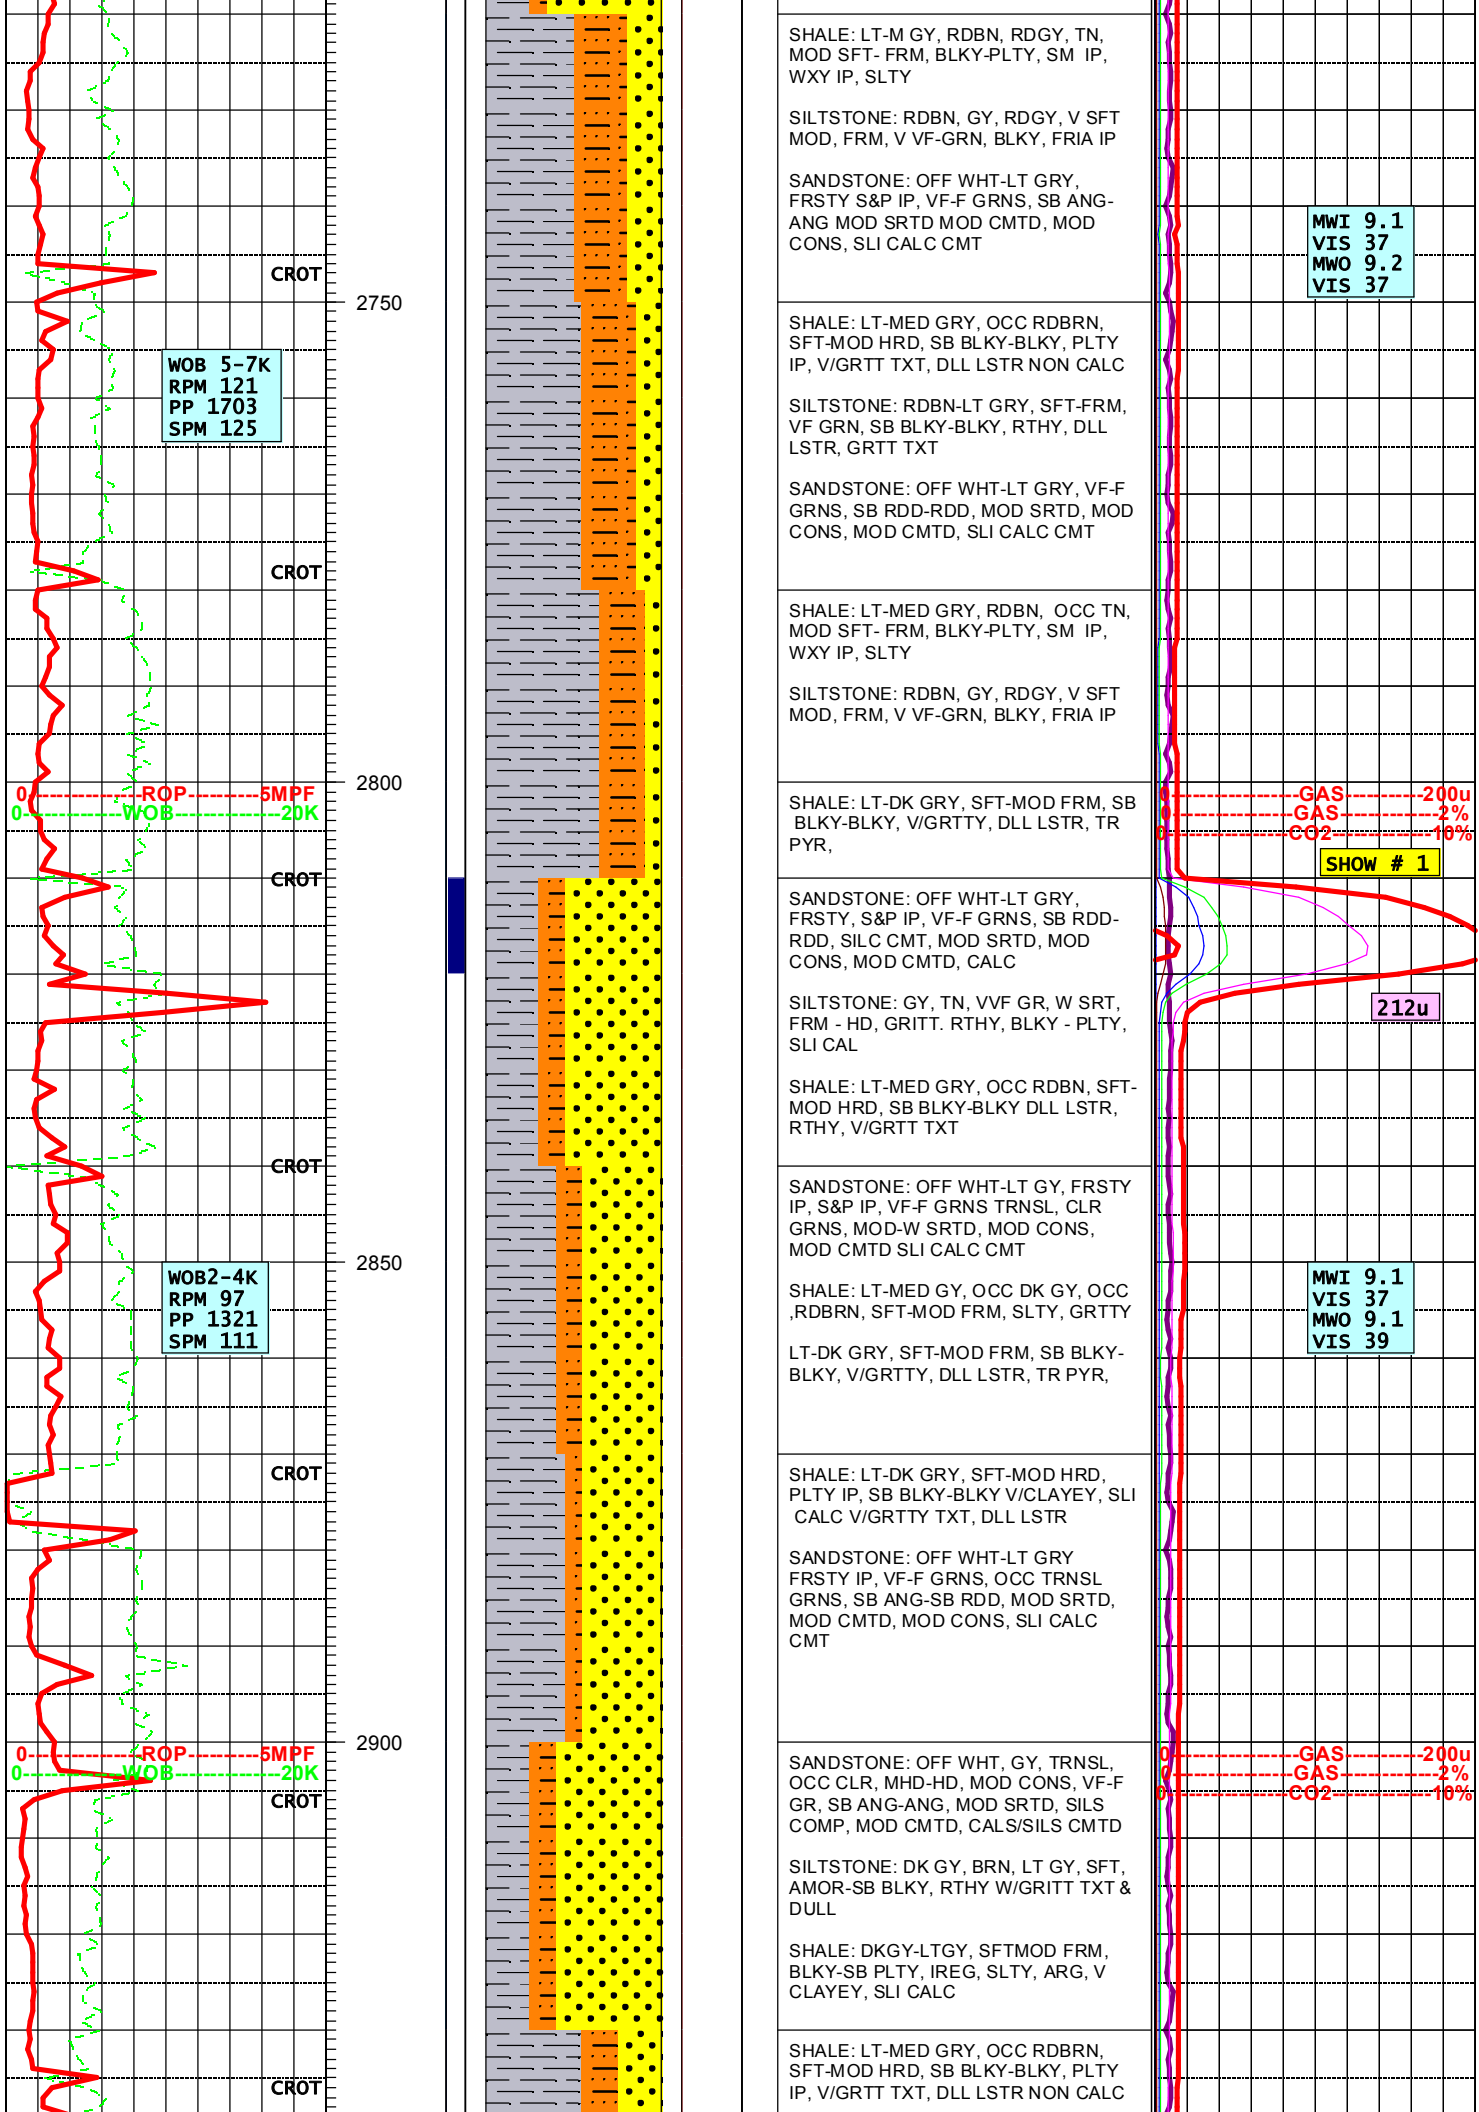 SHALE: LT-M GY, RDBN, RDGY, TN,
MOD SFT- FRM, BLKY-PLTY, SM IP,
WXY IP, SLTY
SILTSTONE: RDBN, GY, RDGY, V SFT
MOD, FRM, V VF-GRN, BLKY, FRIA IP
SANDSTONE: OFF WHT-LT GRY,
FRSTY S&P IP, VF-F GRNS, SB ANG-
ANG MOD SRTD MOD CMTD, MOD
CONS, SLI CALC CMT
MWI 9.1
VIS 37
MWO 9.2
VIS 37
CROT
2750
SHALE: LT-MED GRY, OCC RDBRN,
SFT-MOD HRD, SB BLKY-BLKY, PLTY
IP, V/GRTT TXT, DLL LSTR NON CALC
WOB 5-7K
RPM 121
PP 1703
SPM 125
SILTSTONE: RDBN-LT GRY, SFT-FRM,
VF GRN, SB BLKY-BLKY, RTHY, DLL
LSTR, GRTT TXT
SANDSTONE: OFF WHT-LT GRY, VF-F
GRNS, SB RDD-RDD, MOD SRTD, MOD
CONS, MOD CMTD, SLI CALC CMT
CROT
SHALE: LT-MED GRY, RDBN, OCC TN,
MOD SFT- FRM, BLKY-PLTY, SM IP,
WXY IP, SLTY
SILTSTONE: RDBN, GY, RDGY, V SFT
MOD, FRM, V VF-GRN, BLKY, FRIA IP
2800
0 ROP 5MPF
0 WOB 20K
SHALE: LT-DK GRY, SFT-MOD FRM, SB
BLKY-BLKY, V/GRTTY, DLL LSTR, TR
PYR,
0 GAS 200u
0 GAS 2%
0 CO2 10%
SHOW # 1
CROT
SANDSTONE: OFF WHT-LT GRY,
FRSTY, S&P IP, VF-F GRNS, SB RDD-
RDD, SILC CMT, MOD SRTD, MOD
CONS, MOD CMTD, CALC
212u
SILTSTONE: GY, TN, VVF GR, W SRT,
FRM - HD, GRITT. RTHY, BLKY - PLTY,
SLI CAL
SHALE: LT-MED GRY, OCC RDBN, SFT-
MOD HRD, SB BLKY-BLKY DLL LSTR,
RTHY, V/GRTT TXT
CROT
SANDSTONE: OFF WHT-LT GY, FRSTY
IP, S&P IP, VF-F GRNS TRNSL, CLR
GRNS, MOD-W SRTD, MOD CONS,
MOD CMTD SLI CALC CMT
2850
WOB2-4K
RPM 97
PP 1321
SPM 111
SHALE: LT-MED GY, OCC DK GY, OCC
,RDBRN, SFT-MOD FRM, SLTY, GRTTY
MWI 9.1
VIS 37
MWO 9.1
VIS 39
LT-DK GRY, SFT-MOD FRM, SB BLKY-
BLKY, V/GRTTY, DLL LSTR, TR PYR,
CROT
SHALE: LT-DK GRY, SFT-MOD HRD,
PLTY IP, SB BLKY-BLKY V/CLAYEY, SLI
CALC V/GRTTY TXT, DLL LSTR
SANDSTONE: OFF WHT-LT GRY
FRSTY IP, VF-F GRNS, OCC TRNSL
GRNS, SB ANG-SB RDD, MOD SRTD,
MOD CMTD, MOD CONS, SLI CALC
CMT
2900
0 ROP 5MPF
0 WOB 20K
CROT
SANDSTONE: OFF WHT, GY, TRNSL,
OCC CLR, MHD-HD, MOD CONS, VF-F
GR, SB ANG-ANG, MOD SRTD, SILS
COMP, MOD CMTD, CALS/SILS CMTD
0 GAS 200u
0 GAS 2%
0 CO2 10%
SILTSTONE: DK GY, BRN, LT GY, SFT,
AMOR-SB BLKY, RTHY W/GRITT TXT &
DULL
SHALE: DKGY-LTGY, SFTMOD FRM,
BLKY-SB PLTY, IREG, SLTY, ARG, V
CLAYEY, SLI CALC
SHALE: LT-MED GRY, OCC RDBRN,
SFT-MOD HRD, SB BLKY-BLKY, PLTY
IP, V/GRTT TXT, DLL LSTR NON CALC
CROT